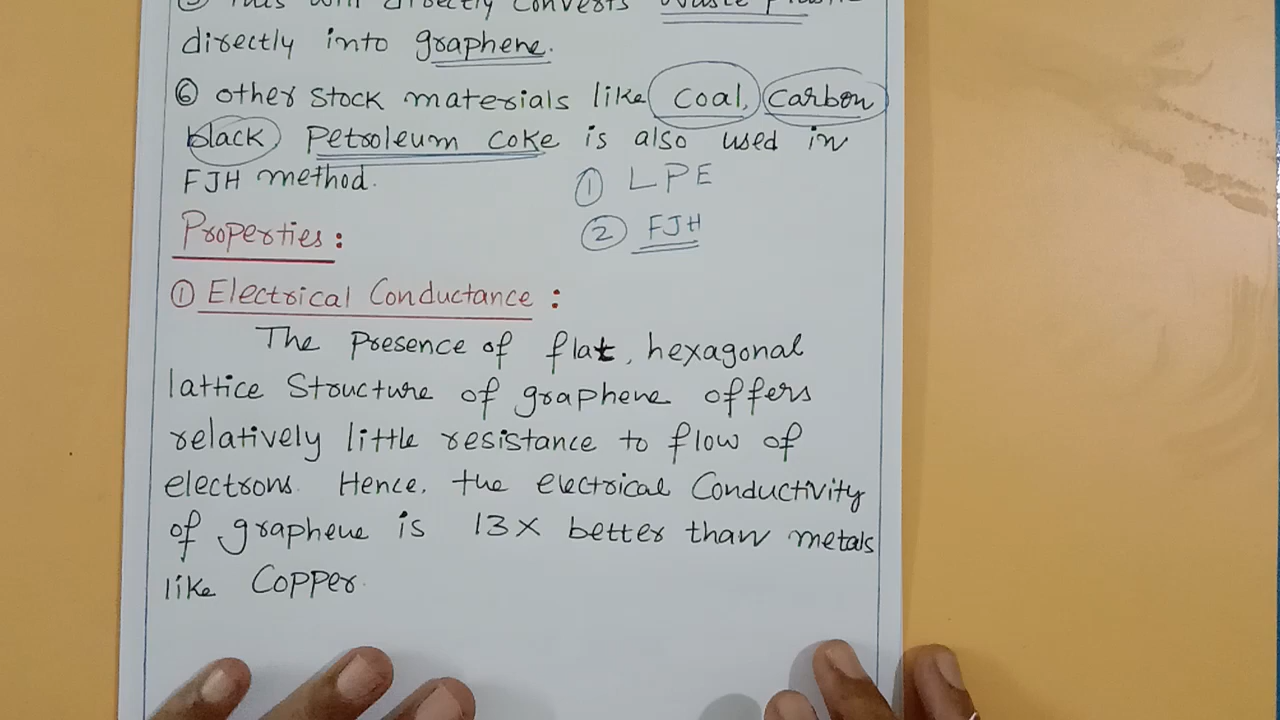 directly converts waste
directly into graphene.
⑥ other stock materials like coal, carbon
black petroleum coke is also used in
FJH method.
① LPE
② FJH
Properties:
① Electrical Conductance:
The presence of flat, hexagonal
lattice structure of graphene offers
relatively little resistance to flow of
electrons. Hence, the electrical conductivity
of graphene is 13x better than metals
like copper.